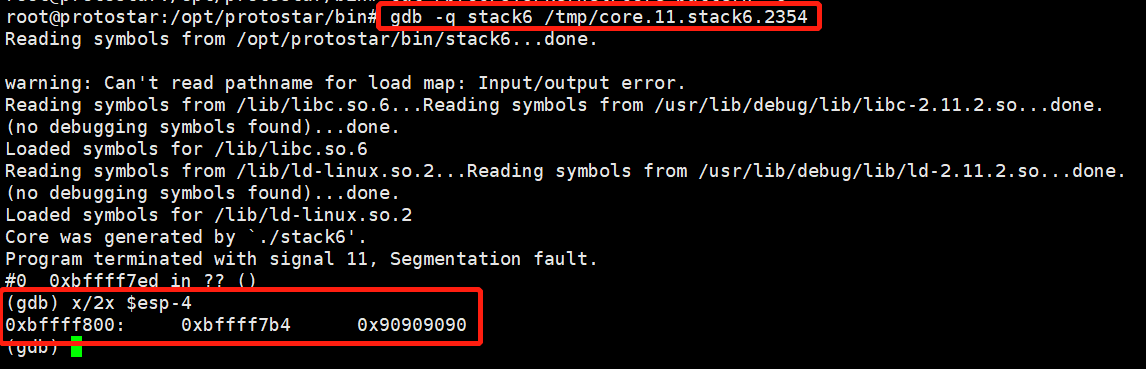 root@protostar:/opt/protostar/bin# gdb -q stack6 /tmp/core.11.stack6.2354
Reading symbols from /opt/protostar/bin/stack6...done.
warning: Can't read pathname for load map: Input/output error.
Reading symbols from /lib/libc.so.6...Reading symbols from /usr/lib/debug/lib/libc-2.11.2.so...done.
(no debugging symbols found)...done.
Loaded symbols for /lib/libc.so.6
Reading symbols from /lib/ld-linux.so.2...Reading symbols from /usr/lib/debug/lib/ld-2.11.2.so...done.
(no debugging symbols found)...done.
Loaded symbols for /lib/ld-linux.so.2
Core was generated by `./stack6'.
Program terminated with signal 11, Segmentation fault.
#0  0xbffff7ed in ?? ()
(gdb) x/2x $esp-4
0xbffff800:     0xbffff7b4      0x90909090
(gdb)